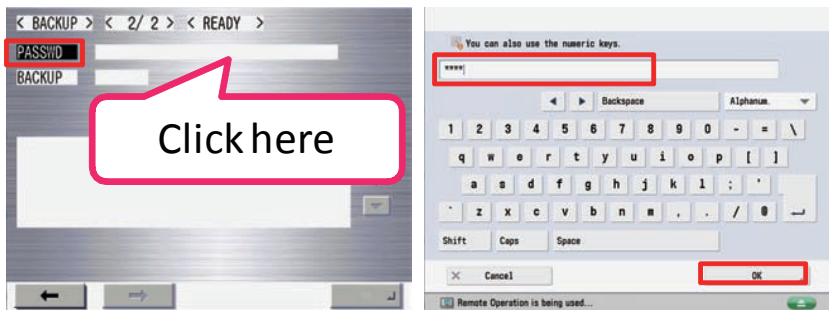 < BACKUP > < 2/ 2 > < READY >
PASSWD
BACKUP
Click here
You can also use the numeric keys.
****
Backspace
Alphanum.
1 2 3 4 5 6 7 8 9 0 - = \
q w e r t y u i o p [ ]
a s d f g h j k l ; '
` z x c v b n m , . / @
Shift Caps Space
× Cancel
OK
Remote Operation is being used...